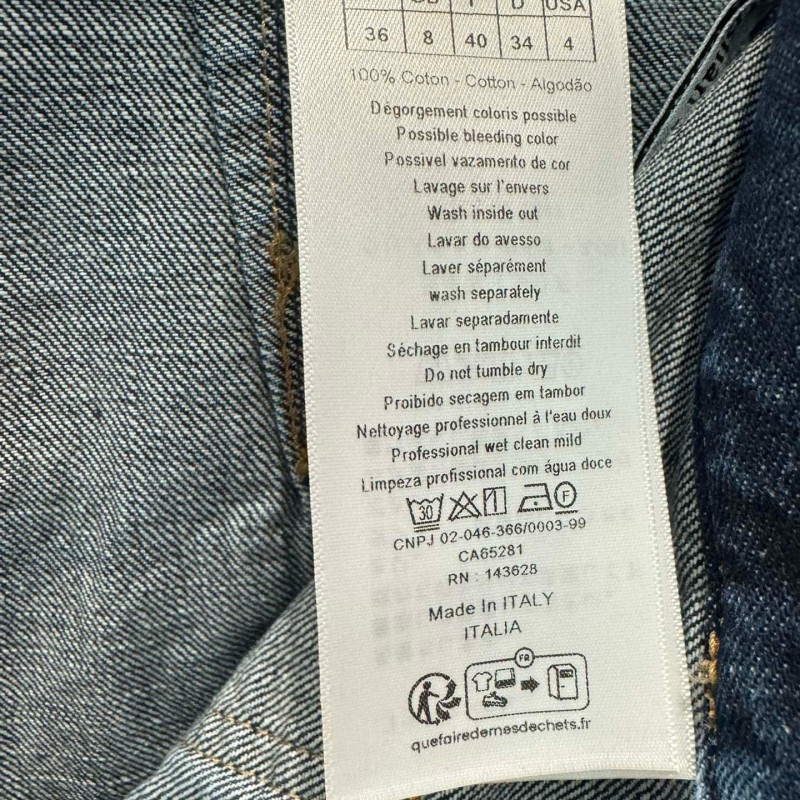 GB F D USA
36 8 40 34 4
100% Coton - Cotton - Algodão
Dégorgement coloris possible
Possible bleeding color
Possivel vazamento de cor
Lavage sur l'envers
Wash inside out
Lavar do avesso
Laver séparément
wash separately
Lavar separadamente
Séchage en tambour interdit
Do not tumble dry
Proibido secagem em tambor
Nettoyage professionnel à l'eau doux
Professional wet clean mild
Limpeza profissional com água doce
30 F
CNPJ 02-046-366/0003-99
CA65281
RN : 143628
Made In ITALY
ITALIA
FR
quefairedemesdechets.fr